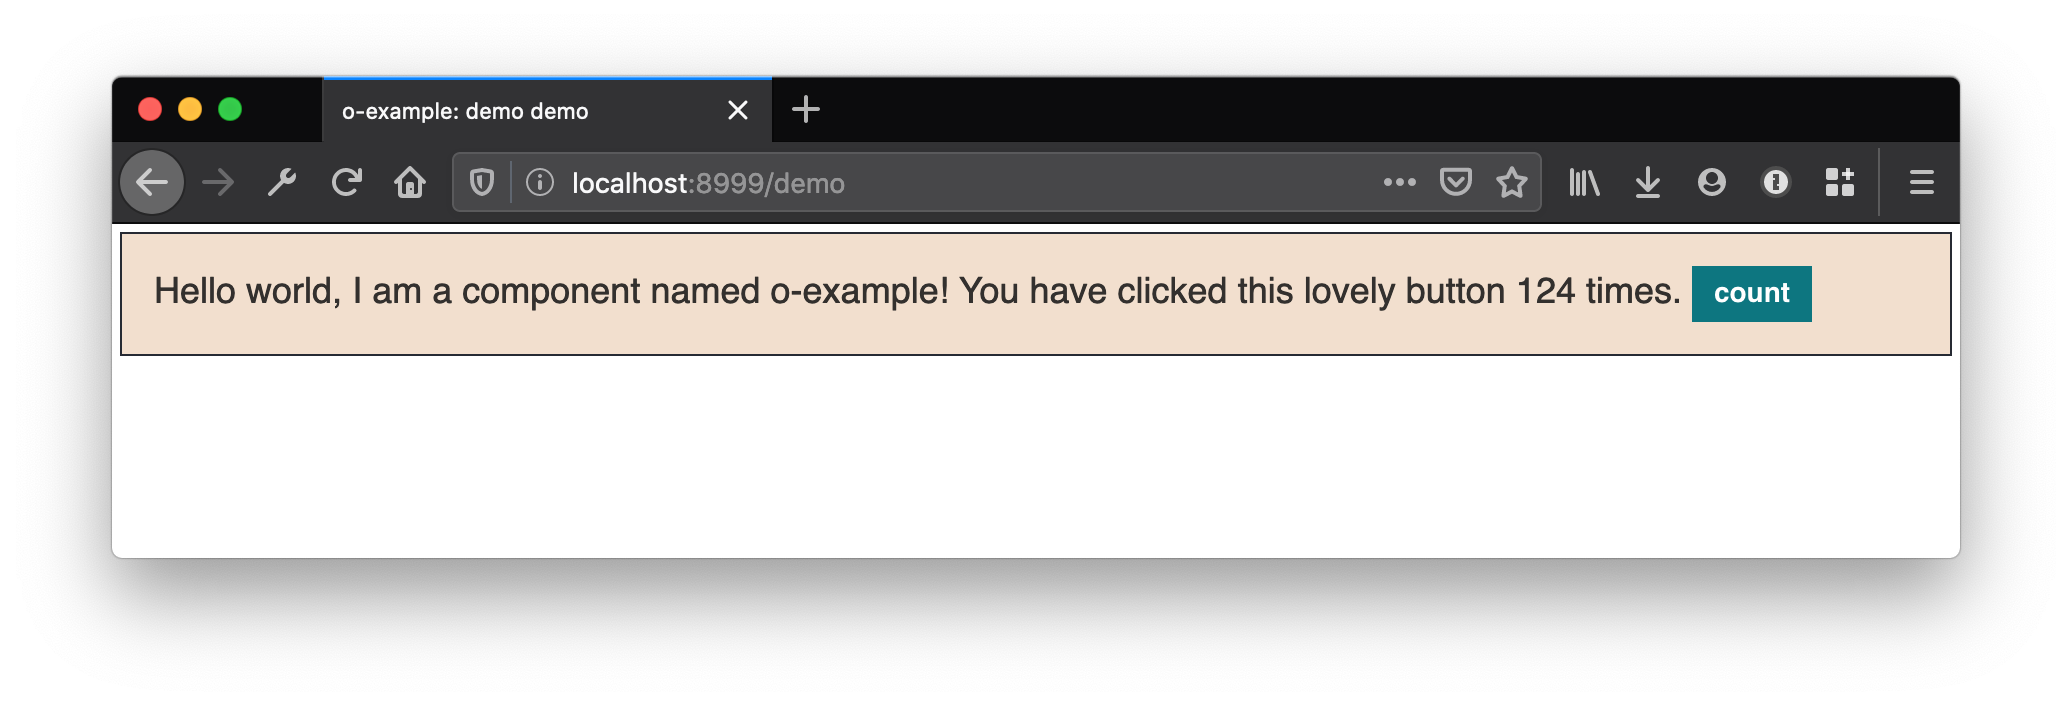 o-example: demo demo
localhost:8999/demo
Hello world, I am a component named o-example! You have clicked this lovely button 124 times. count